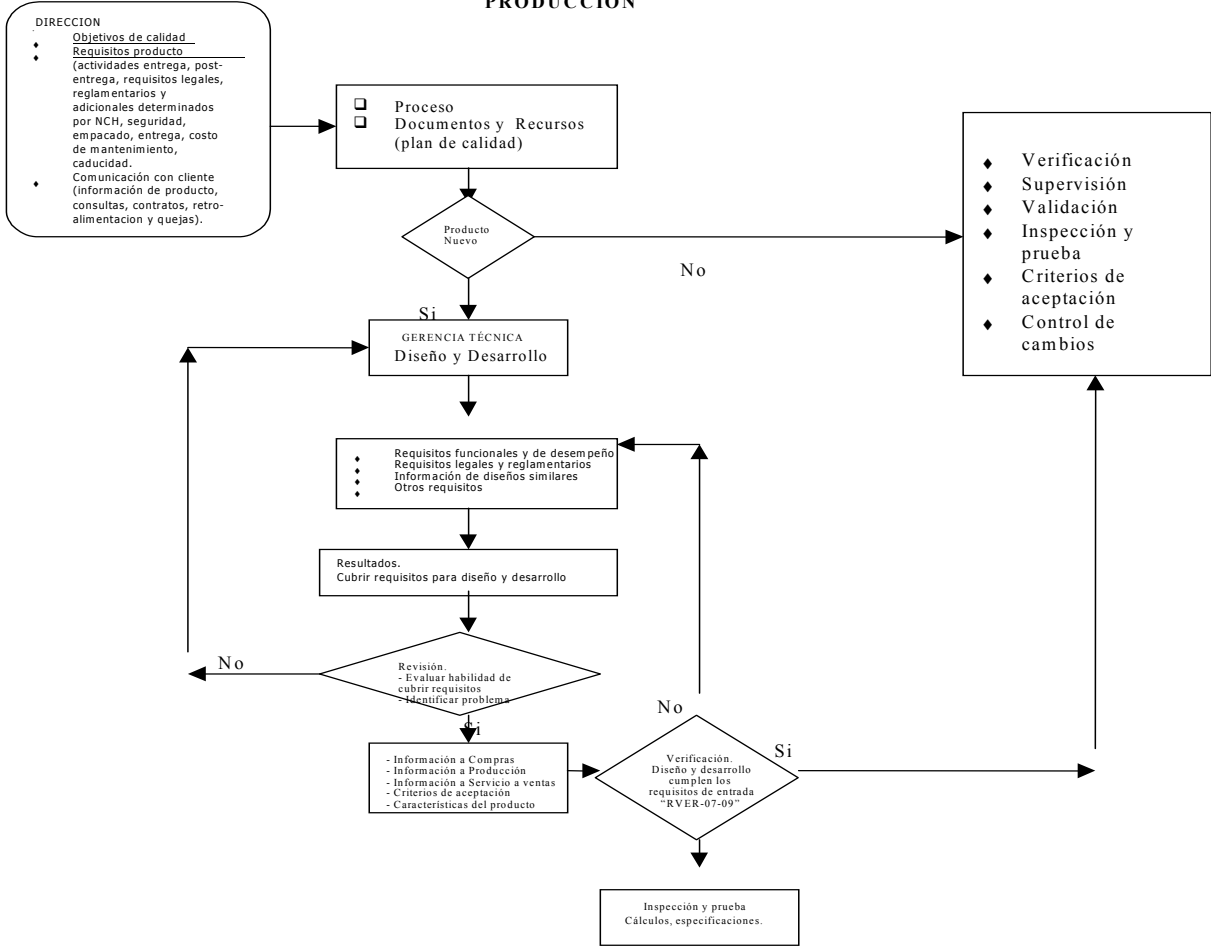 PRODUCCION
DIRECCION
♦ Objetivos de calidad
♦ Requisitos producto
(actividades entrega, post-
entrega, requisitos legales,
reglamentarios y
adicionales determinados
por NCH, seguridad,
empacado, entrega, costo
de mantenimiento,
caducidad.
♦ Comunicación con cliente
(información de producto,
consultas, contratos, retro-
alimentacion y quejas).
❑ Proceso
❑ Documentos y Recursos
(plan de calidad)
Producto
Nuevo
No
Si
♦ Verificación
♦ Supervisión
♦ Validación
♦ Inspección y
prueba
♦ Criterios de
aceptación
♦ Control de
cambios
GERENCIA TÉCNICA
Diseño y Desarrollo
♦ Requisitos funcionales y de desempeño
♦ Requisitos legales y reglamentarios
♦ Información de diseños similares
♦ Otros requisitos
Resultados.
Cubrir requisitos para diseño y desarrollo
No
Revisión.
- Evaluar habilidad de
cubrir requisitos
- Identificar problema
Si
- Información a Compras
- Información a Producción
- Información a Servicio a ventas
- Criterios de aceptación
- Características del producto
No
Si
Verificación.
Diseño y desarrollo
cumplen los
requisitos de entrada
“RVER-07-09”
Inspección y prueba
Cálculos, especificaciones.